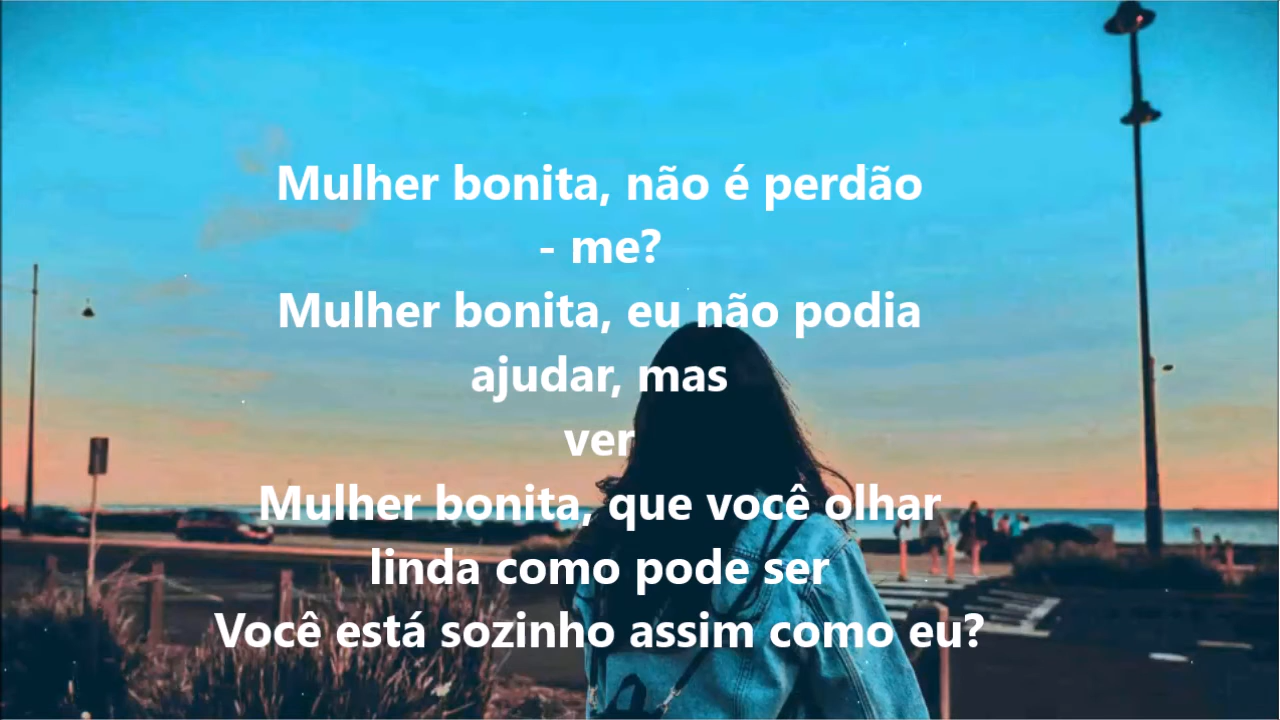 Mulher bonita, não é perdão
- me?
Mulher bonita, eu não podia
ajudar, mas
ver
Mulher bonita, que você olhar
linda como pode ser
Você está sozinho assim como eu?